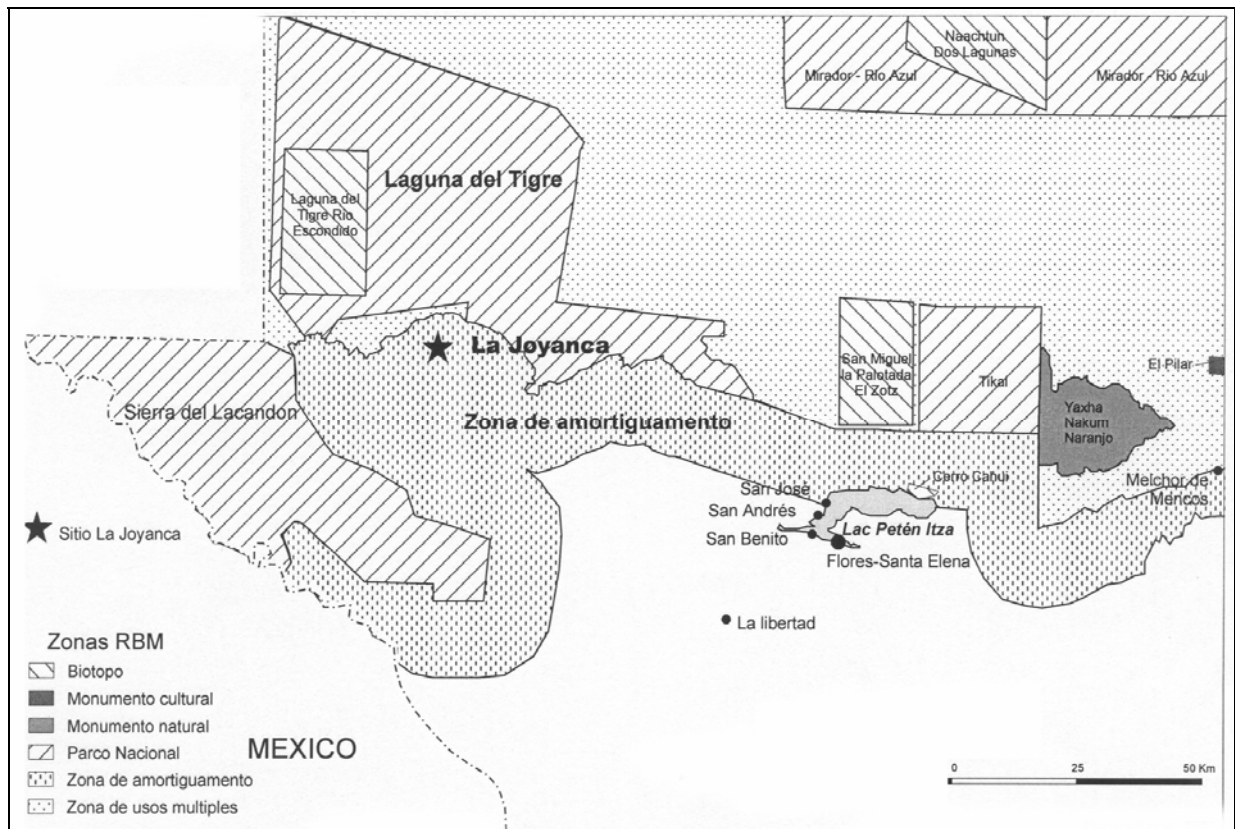 Naachtun
Dos Lagunas
Mirador - Rio Azul
Mirador - Rio Azul
Laguna del Tigre
Laguna del
Tigre Rio
Escondido
La Joyanca
San Miguel
la Palotada
El Zotz
Tikal
El Pilar
Yaxha
Nakum
Naranjo
Sierra del Lacandon
Zona de amortiguamento
Cerro Cahui
Melchor de
Mencos
San José
San Andrés
Lac Petén Itza
San Benito
Flores-Santa Elena
Sitio La Joyanca
La libertad
Zonas RBM
Biotopo
Monumento cultural
Monumento natural
Parco Nacional
Zona de amortiguamento
Zona de usos multiples
MEXICO
0 25 50 Km